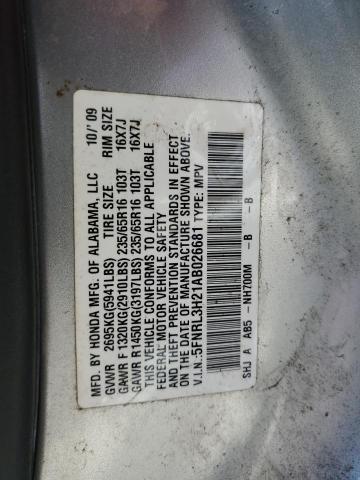 MFD. BY HONDA MFG. OF ALABAMA, LLC 10/'09
GVWR 2695KG(5941LBS) TIRE SIZE RIM SIZE
GAWR F 1320KG(2910LBS) 235/65R16 103T 16X7J
GAWR R1450KG(3197LBS) 235/65R16 103T 16X7J
THIS VEHICLE CONFORMS TO ALL APPLICABLE
FEDERAL MOTOR VEHICLE SAFETY
AND THEFT PREVENTION STANDARDS IN EFFECT
ON THE DATE OF MANUFACTURE SHOWN ABOVE.
V.I.N.:5FNRL3H21AB026681 TYPE: MPV
SHJ A AB5 -NH700M -B -B